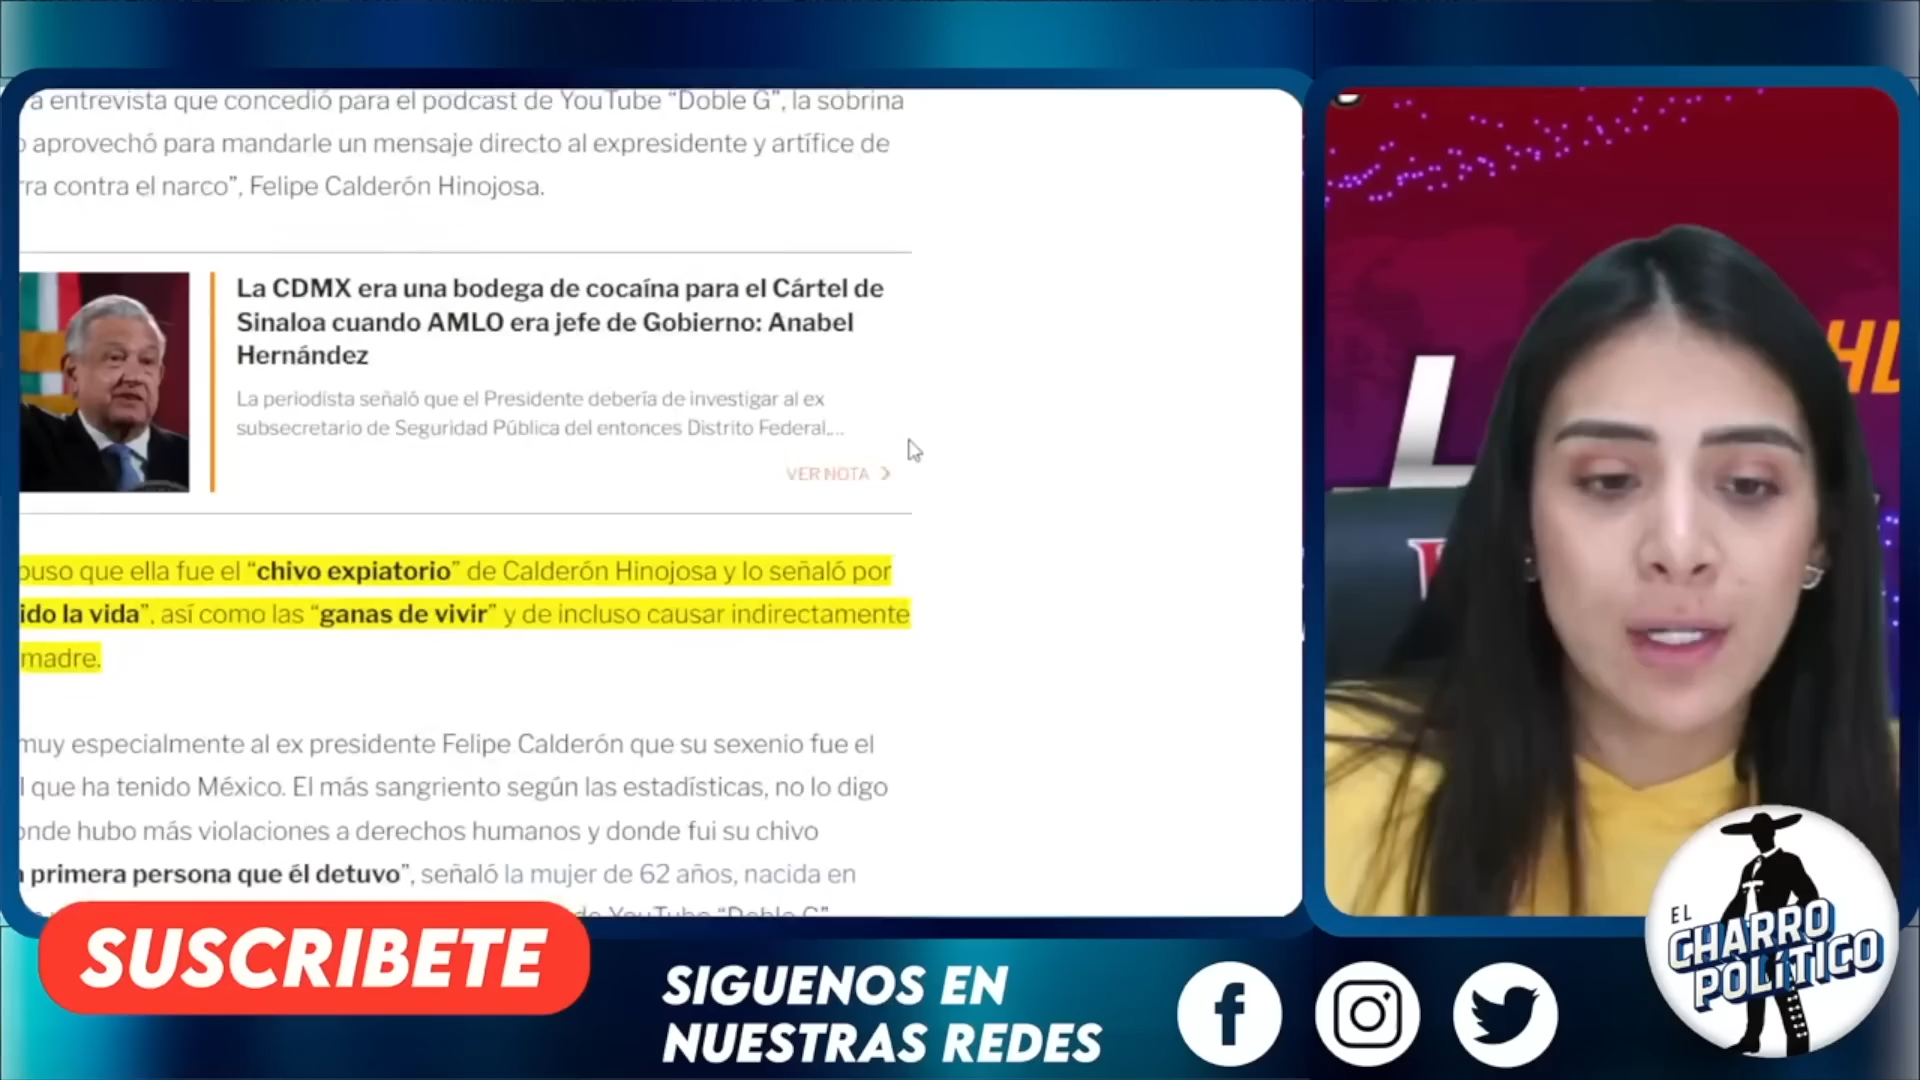 a entrevista que concedió para el podcast de YouTube “Doble G”, la sobrina
aprovechó para mandarle un mensaje directo al expresidente y artífice de
rra contra el narco”, Felipe Calderón Hinojosa.
La CDMX era una bodega de cocaína para el Cártel de
Sinaloa cuando AMLO era jefe de Gobierno: Anabel
Hernández
La periodista señaló que el Presidente debería de investigar al ex
subsecretario de Seguridad Pública del entonces Distrito Federal,...
VER NOTA >
puso que ella fue el “chivo expiatorio” de Calderón Hinojosa y lo señaló por
ido la vida”, así como las “ganas de vivir” y de incluso causar indirectamente
madre.
muy especialmente al ex presidente Felipe Calderón que su sexenio fue el
l que ha tenido México. El más sangriento según las estadísticas, no lo digo
onde hubo más violaciones a derechos humanos y donde fui su chivo
primera persona que él detuvo”, señaló la mujer de 62 años, nacida en
de YouTube “Doble G”
L
HU
SUSCRIBETE
SIGUENOS EN
NUESTRAS REDES
EL
CHARRO
POLÍTICO